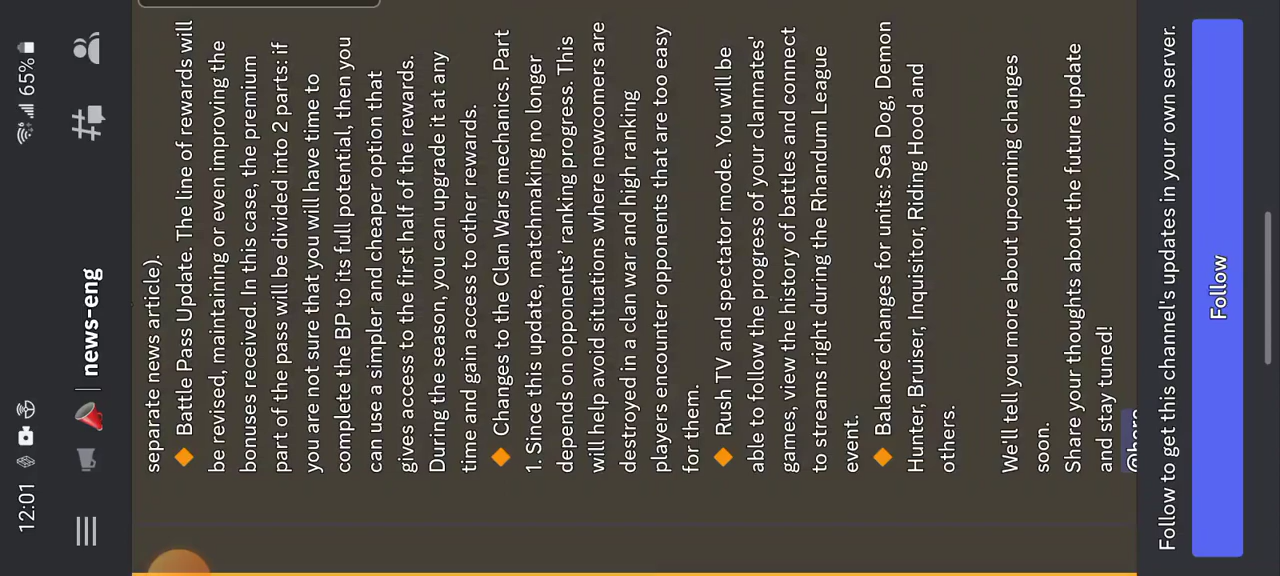 12:01
65%
news-eng
separate news article).
🔶 Battle Pass Update. The line of rewards will
be revised, maintaining or even improving the
bonuses received. In this case, the premium
part of the pass will be divided into 2 parts: if
you are not sure that you will have time to
complete the BP to its full potential, then you
can use a simpler and cheaper option that
gives access to the first half of the rewards.
During the season, you can upgrade it at any
time and gain access to other rewards.
🔶 Changes to the Clan Wars mechanics. Part
1. Since this update, matchmaking no longer
depends on opponents’ ranking progress. This
will help avoid situations where newcomers are
destroyed in a clan war and high ranking
players encounter opponents that are too easy
for them.
🔶 Rush TV and spectator mode. You will be
able to follow the progress of your clanmates'
games, view the history of battles and connect
to streams right during the Rhandum League
event.
🔶 Balance changes for units: Sea Dog, Demon
Hunter, Bruiser, Inquisitor, Riding Hood and
others.
We'll tell you more about upcoming changes
soon.
Share your thoughts about the future update
and stay tuned!
@here
Follow to get this channel's updates in your own server.
Follow